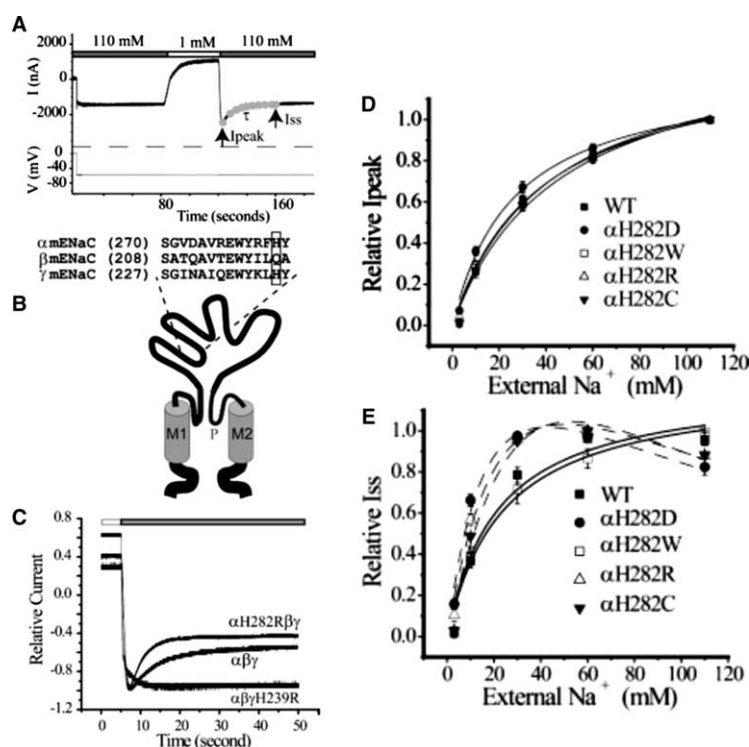 A
110 mM 1 mM 110 mM
I (nA)
2000
0
-2000
τ
Iss
Ipeak
V (mV)
0
-40
-80
0 80 160
Time (seconds)
αmENaC (270) SGVDAVREWYRFHY
βmENaC (208) SATQAVTEWYILQA
γmENaC (227) SGINAIQEWYKLHY
B
M1 P M2
C
Relative Current
0.8
0.4
0.0
-0.4
-0.8
-1.2
αH282Rβγ
αβγ
αβγH239R
0 10 20 30 40 50
Time (second)
D
Relative Ipeak
1.0
0.8
0.6
0.4
0.2
0.0
WT
αH282D
αH282W
αH282R
αH282C
0 20 40 60 80 100 120
External Na+ (mM)
E
Relative Iss
1.0
0.8
0.6
0.4
0.2
0.0
WT
αH282D
αH282W
αH282R
αH282C
0 20 40 60 80 100 120
External Na+ (mM)